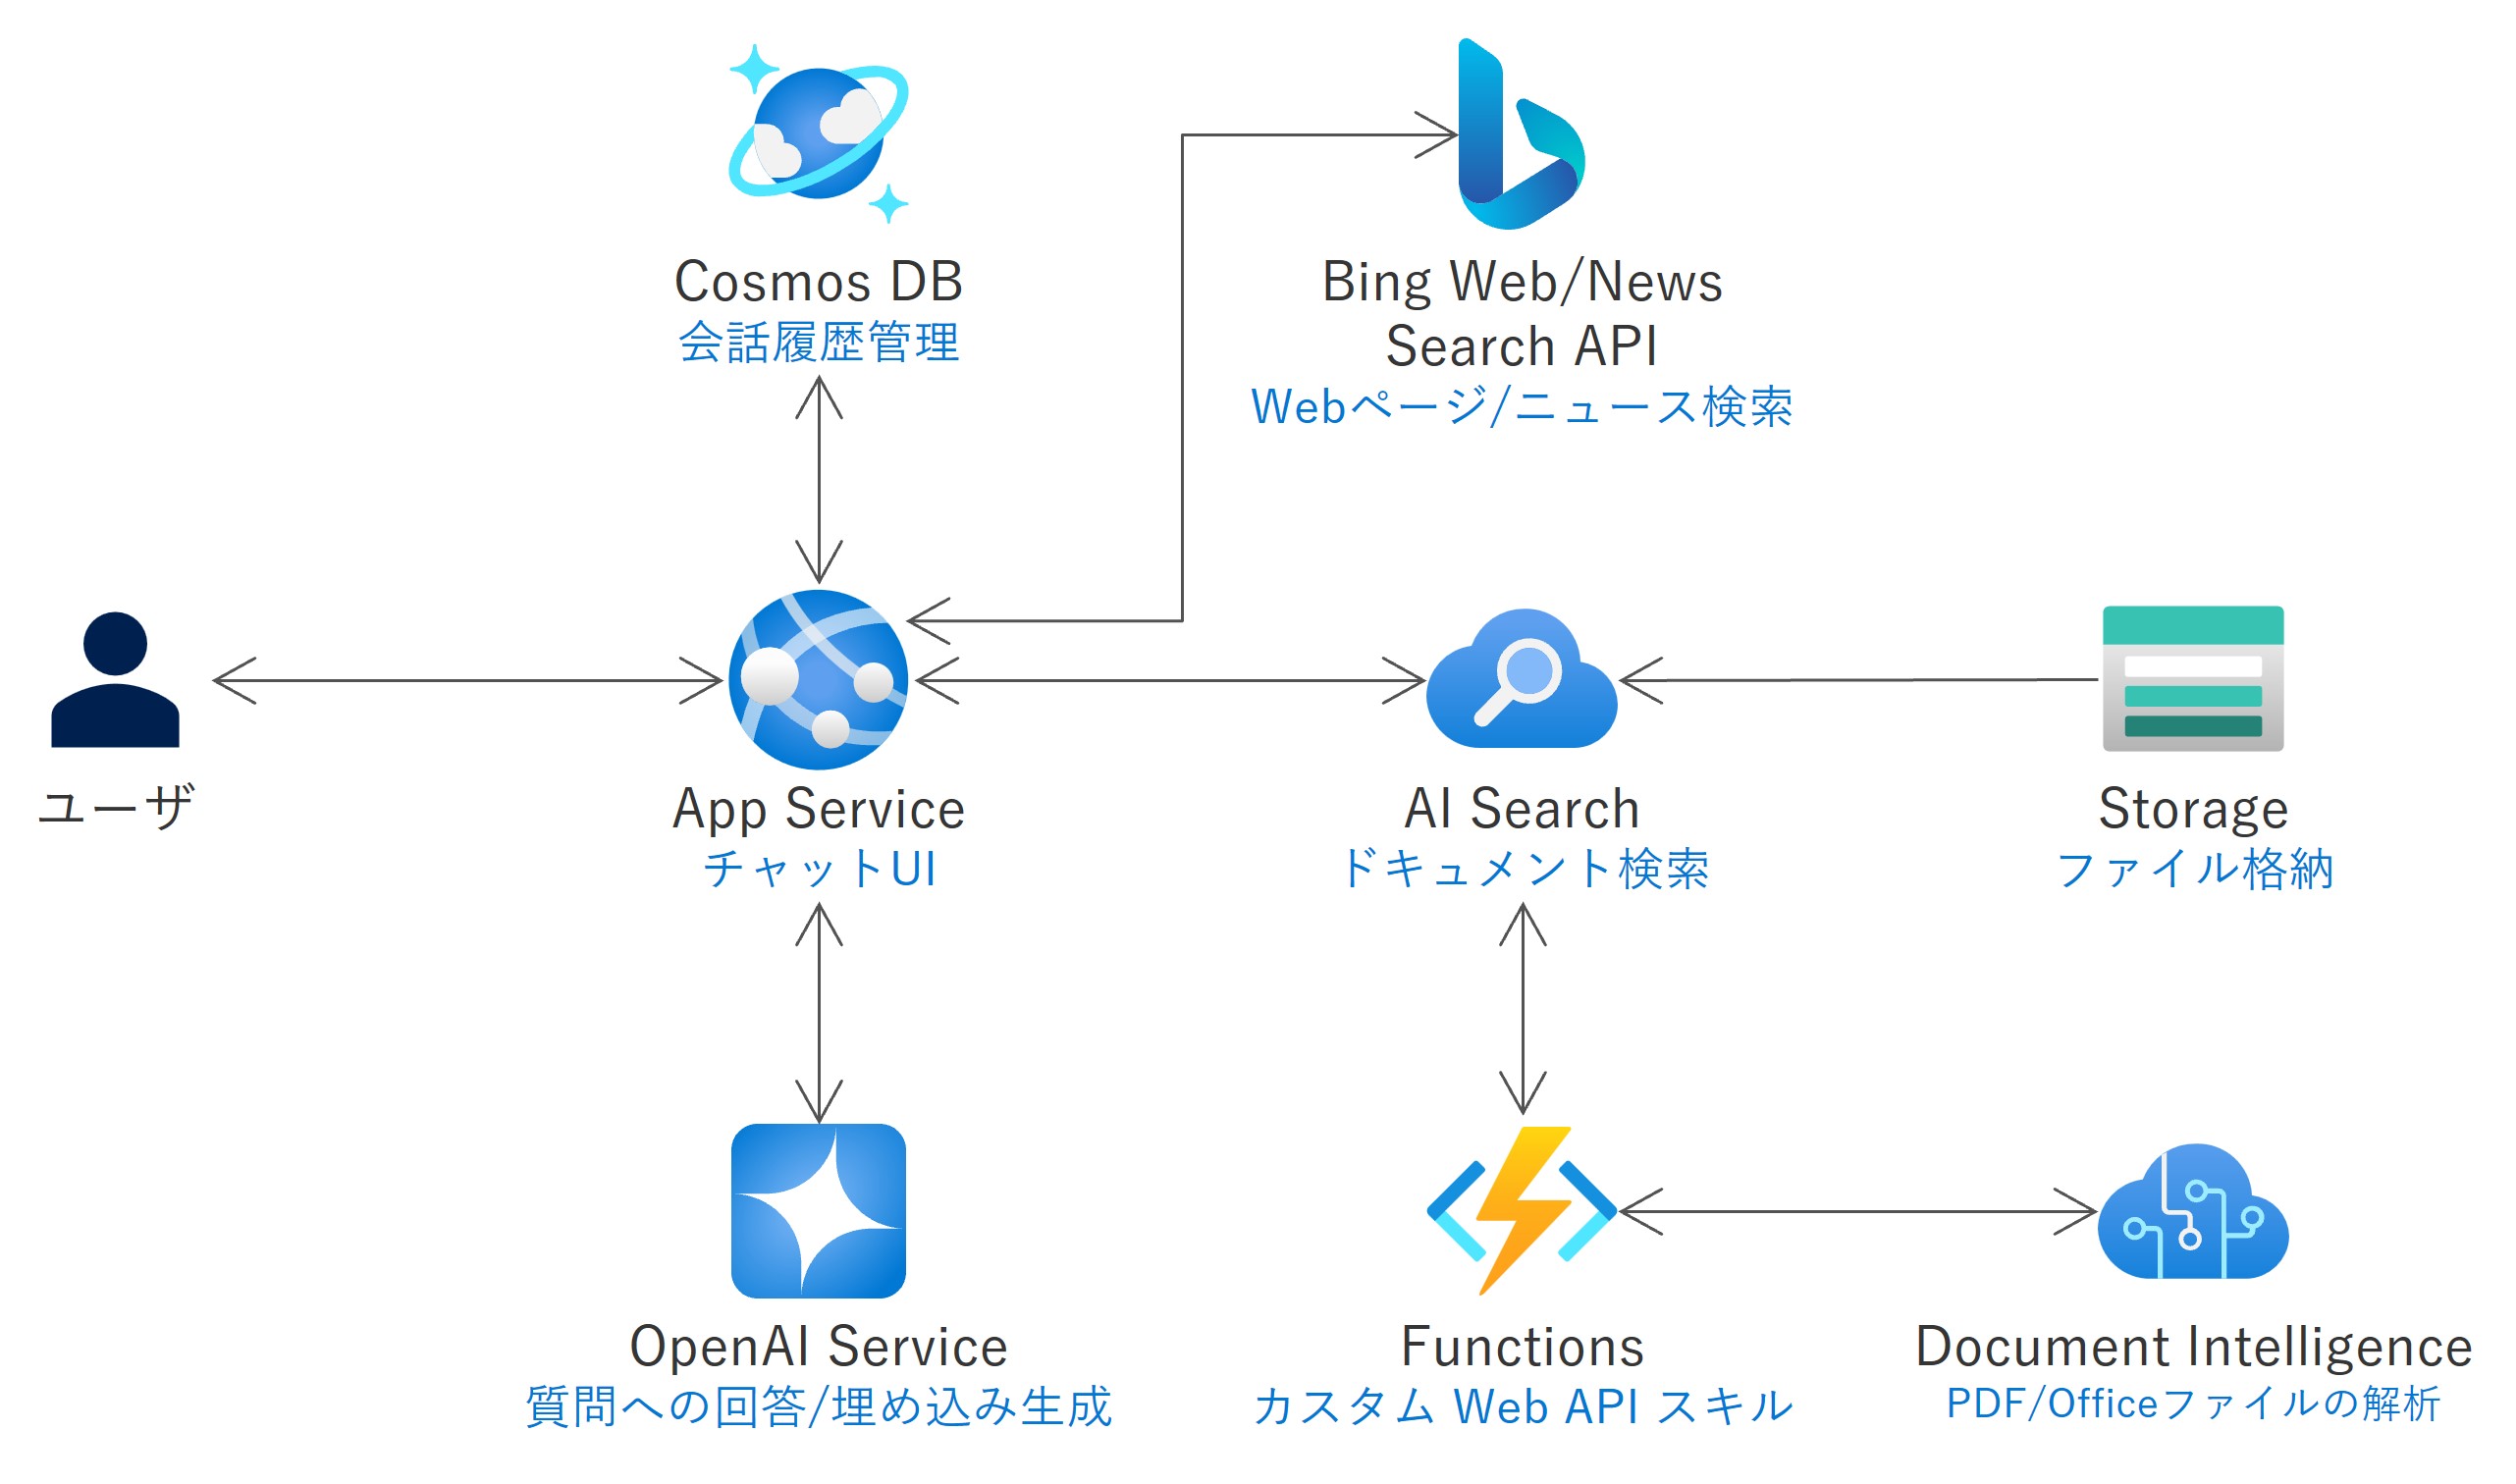 Cosmos DB
会話履歴管理
Bing Web/News
Search API
Webページ/ニュース検索
ユーザ
App Service
チャットUI
AI Search
ドキュメント検索
Storage
ファイル格納
OpenAI Service
質問への回答/埋め込み生成
Functions
カスタム Web API スキル
Document Intelligence
PDF/Officeファイルの解析